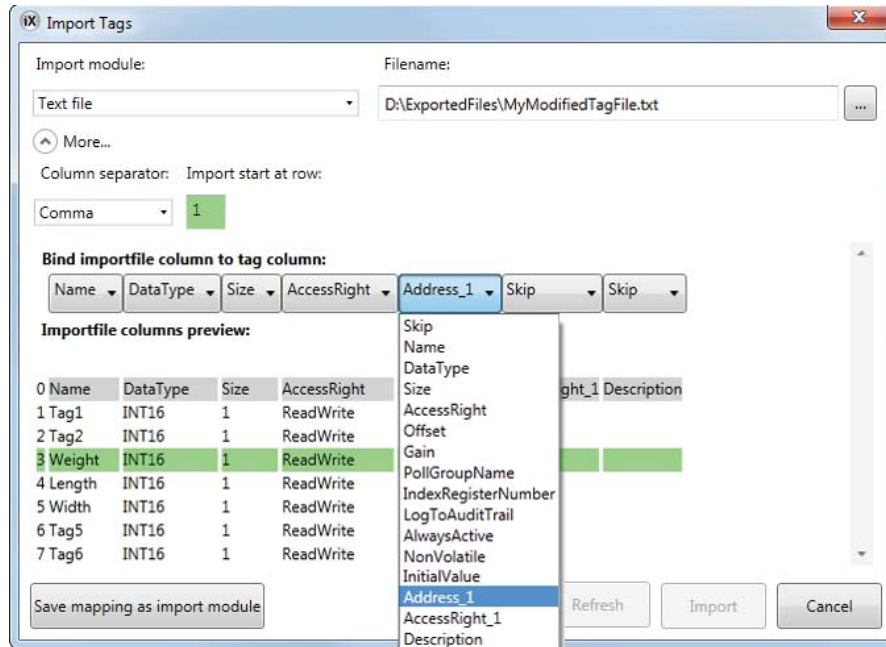 iX Import Tags
Import module: Filename:
Text file D:\ExportedFiles\MyModifiedTagFile.txt ...
More...
Column separator: Import start at row:
Comma 1
Bind importfile column to tag column:
Name DataType Size AccessRight Address_1 Skip Skip
Importfile columns preview:
Skip
Name
DataType
Size
AccessRight
Offset
Gain
PollGroupName
IndexRegisterNumber
LogToAuditTrail
AlwaysActive
NonVolatile
InitialValue
Address_1
AccessRight_1
Description
0 Name DataType Size AccessRight ght_1 Description
1 Tag1 INT16 1 ReadWrite
2 Tag2 INT16 1 ReadWrite
3 Weight INT16 1 ReadWrite
4 Length INT16 1 ReadWrite
5 Width INT16 1 ReadWrite
6 Tag5 INT16 1 ReadWrite
7 Tag6 INT16 1 ReadWrite
Save mapping as import module Refresh Import Cancel